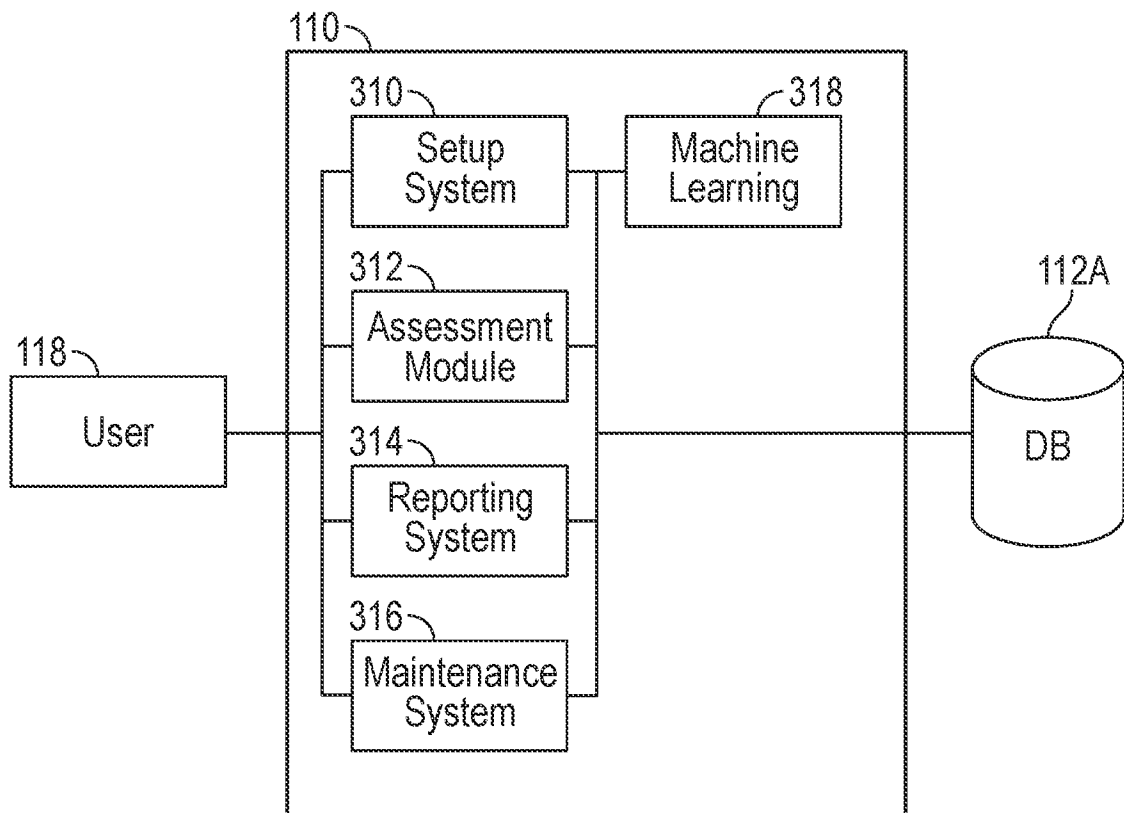 110
310
Setup
System
318
Machine
Learning
312
Assessment
Module
112A
DB
118
User
314
Reporting
System
316
Maintenance
System